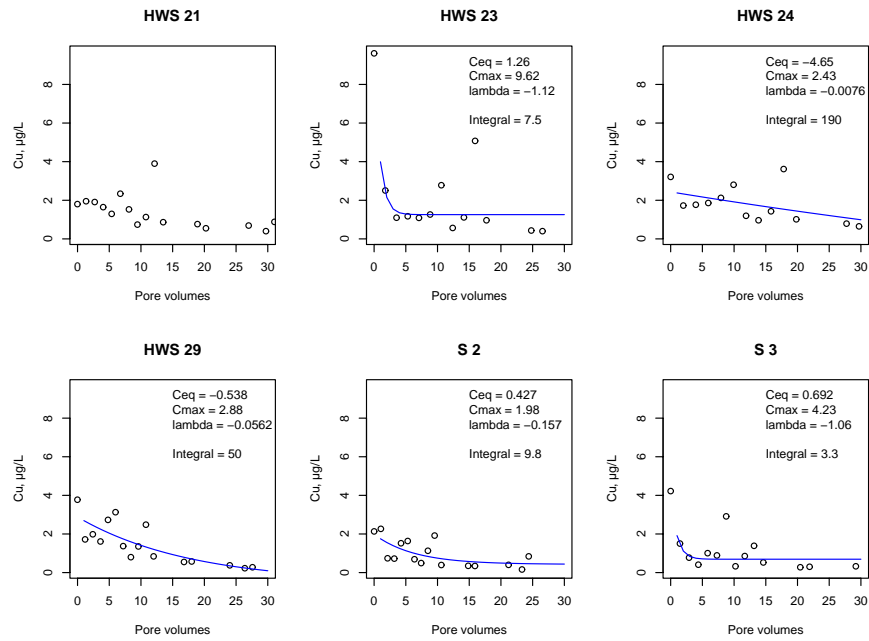 HWS 21
Cu, µg/L
0 2 4 6 8
0 5 10 15 20 25 30
Pore volumes
HWS 23
Ceq = 1.26
Cmax = 9.62
lambda = −1.12
Integral = 7.5
Cu, µg/L
0 2 4 6 8
0 5 10 15 20 25 30
Pore volumes
HWS 24
Ceq = −4.65
Cmax = 2.43
lambda = −0.0076
Integral = 190
Cu, µg/L
0 2 4 6 8
0 5 10 15 20 25 30
Pore volumes
HWS 29
Ceq = −0.538
Cmax = 2.88
lambda = −0.0562
Integral = 50
Cu, µg/L
0 2 4 6 8
0 5 10 15 20 25 30
Pore volumes
S 2
Ceq = 0.427
Cmax = 1.98
lambda = −0.157
Integral = 9.8
Cu, µg/L
0 2 4 6 8
0 5 10 15 20 25 30
Pore volumes
S 3
Ceq = 0.692
Cmax = 4.23
lambda = −1.06
Integral = 3.3
Cu, µg/L
0 2 4 6 8
0 5 10 15 20 25 30
Pore volumes